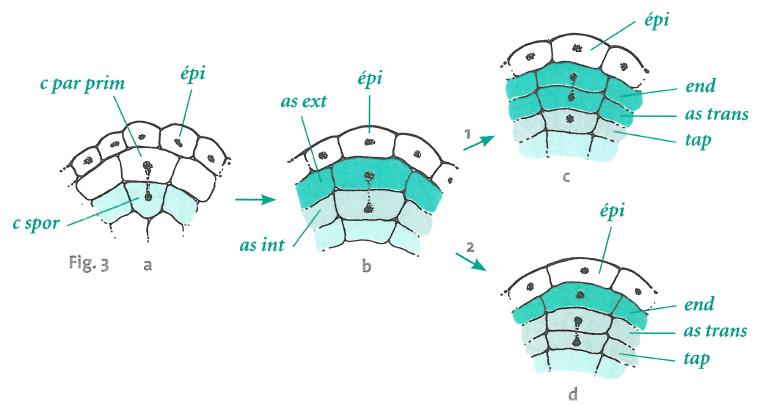 épi
c par prim
épi
épi
as ext
1
end
as trans
tap
c
c spor
as int
2
épi
Fig. 3
a
b
end
as trans
tap
d